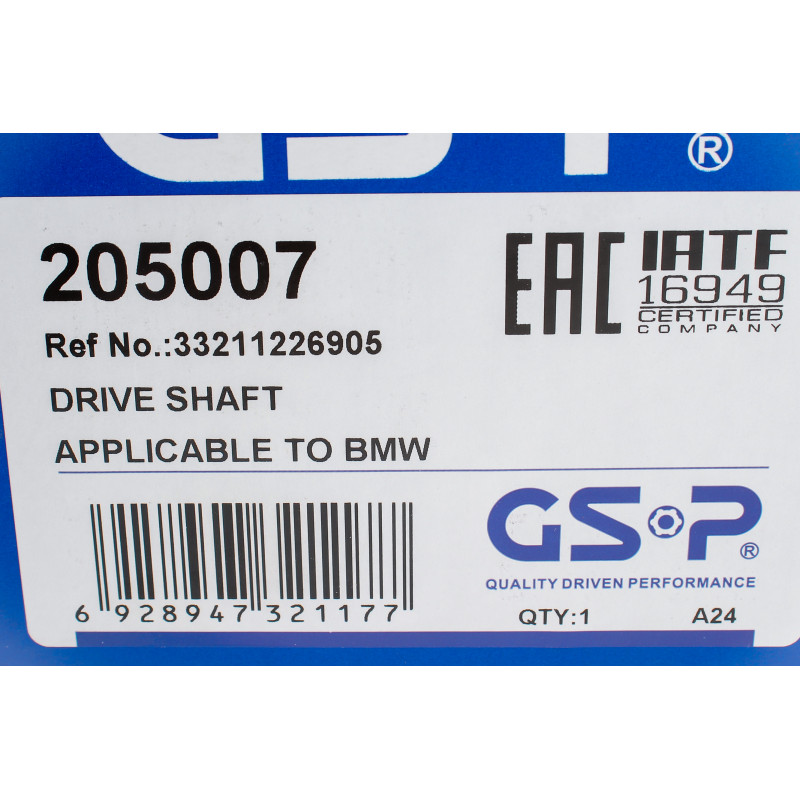 GSP®
205007
Ref No.:33211226905
DRIVE SHAFT
APPLICABLE TO BMW
EAC
IATF
16949
CERTIFIED
COMPANY
6 928947 321177
GSP®
QUALITY DRIVEN PERFORMANCE
QTY:1 A24